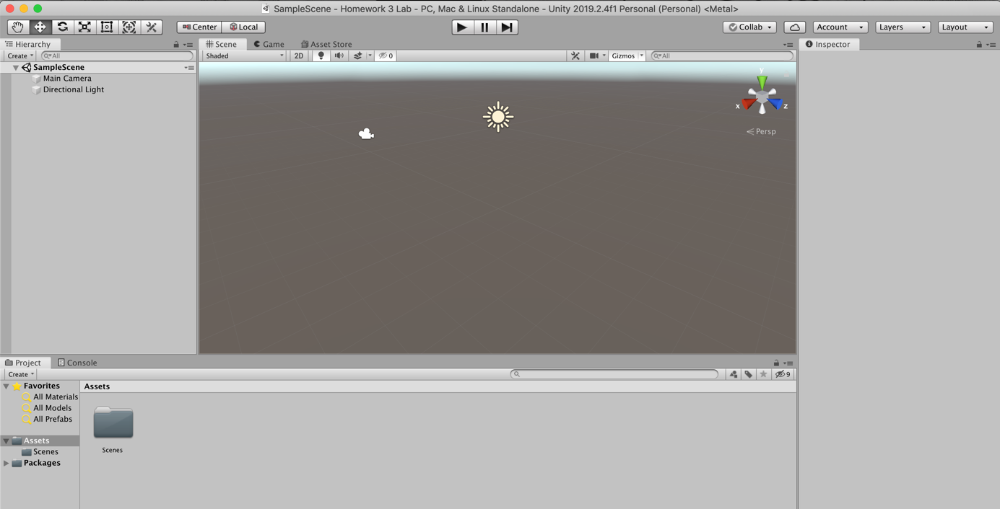 SampleScene - Homework 3 Lab - PC, Mac & Linux Standalone - Unity 2019.2.4f1 Personal (Personal) <Metal>
Center Local Collab Account Layers Layout
Hierarchy Scene Game Asset Store Inspector
Create All Shaded 2D 0 Gizmos All
SampleScene
Main Camera
Directional Light
y
x z
Persp
Project Console
Create 9
Favorites Assets
All Materials
All Models
All Prefabs
Assets
Scenes
Scenes
Packages